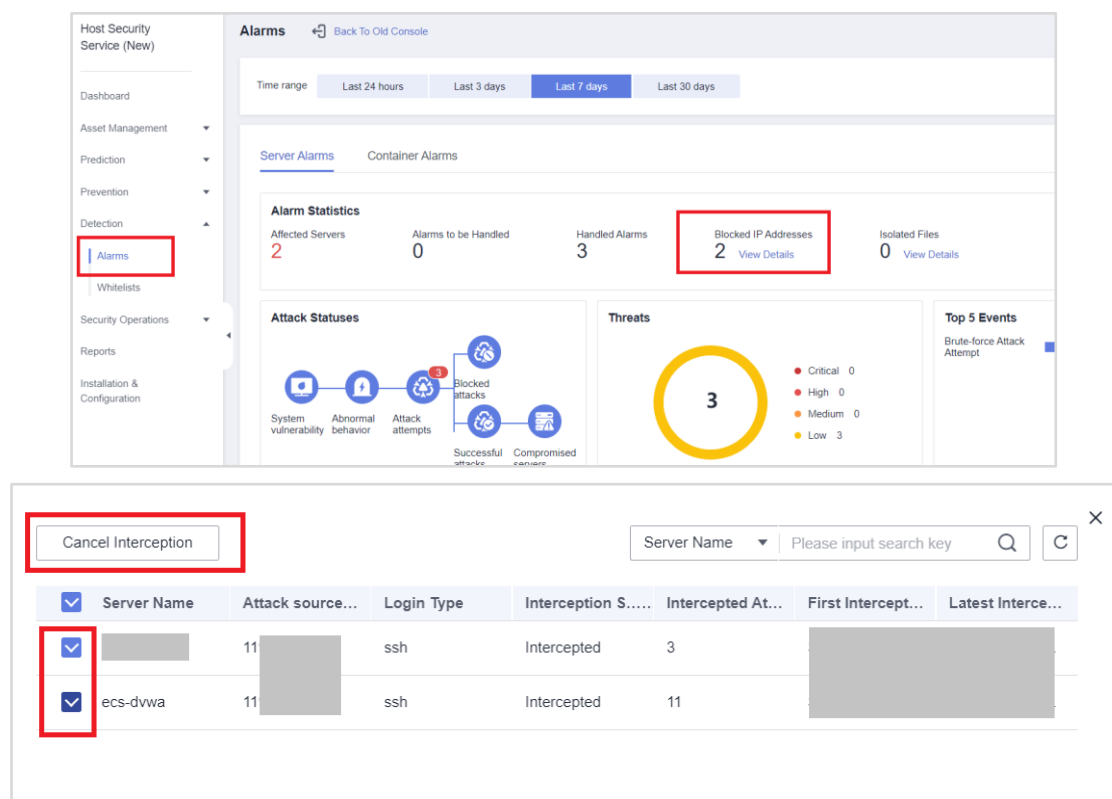 Host Security
Service (New)
Dashboard
Asset Management
Prediction
Prevention
Detection
Alarms
Whitelists
Security Operations
Reports
Installation &
Configuration
Alarms Back To Old Console
Time range Last 24 hours Last 3 days Last 7 days Last 30 days
Server Alarms Container Alarms
Alarm Statistics
Affected Servers Alarms to be Handled Handled Alarms Blocked IP Addresses Isolated Files
2 0 3 2 View Details 0 View Details
Attack Statuses
3
System
vulnerability
Abnormal
behavior
Attack
attempts
Blocked
attacks
Successful
attacks
Compromised
servers
Threats
3
Critical 0
High 0
Medium 0
Low 3
Top 5 Events
Brute-force Attack
Attempt
Cancel Interception Server Name Please input search key
Server Name Attack source... Login Type Interception S..... Intercepted At... First Intercept... Latest Interce...
11 ssh Intercepted 3
ecs-dvwa 11 ssh Intercepted 11